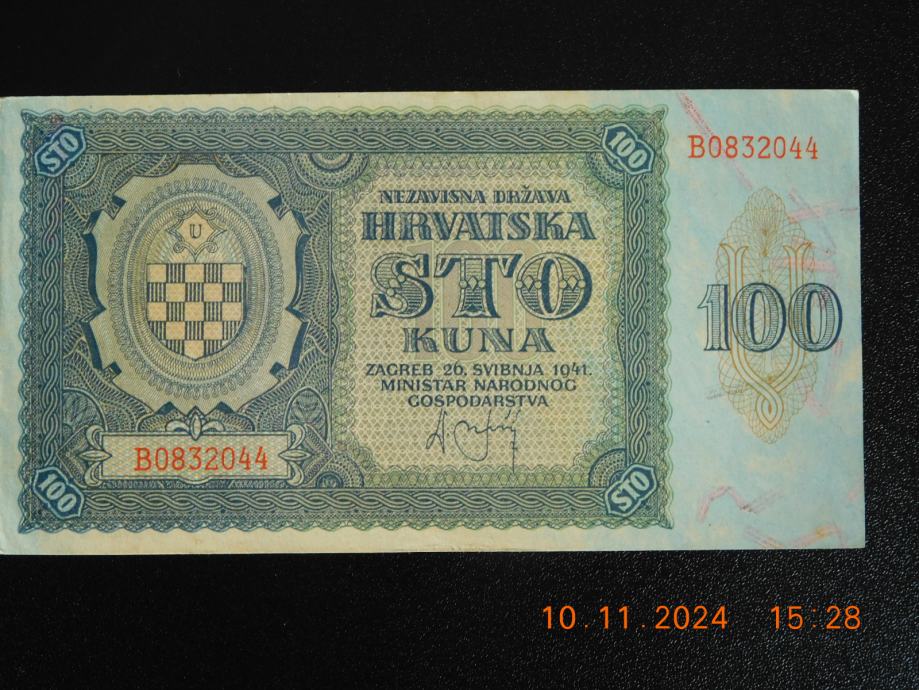 STO
100
B0832044
U
NEZAVISNA DRŽAVA
HRVATSKA
STO
KUNA
ZAGREB 26. SVIBNJA 1941.
MINISTAR NARODNOG
GOSPODARSTVA
100
B0832044
100
STO
10.11.2024 15:28